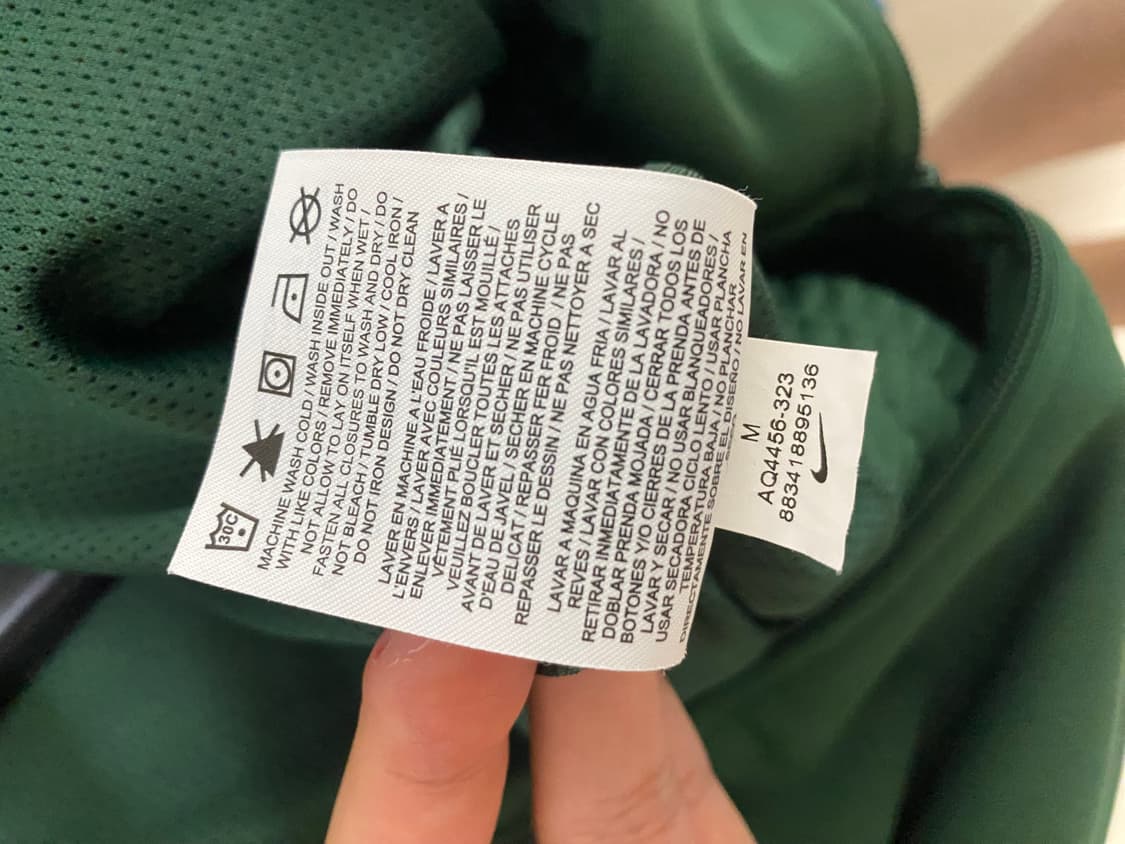 30C
MACHINE WASH COLD / WASH INSIDE OUT / WASH
WITH LIKE COLORS / REMOVE IMMEDIATELY / DO
NOT ALLOW TO LAY ON ITSELF WHEN WET /
FASTEN ALL CLOSURES TO WASH AND DRY / DO
NOT BLEACH / TUMBLE DRY LOW / COOL IRON /
DO NOT IRON DESIGN / DO NOT DRY CLEAN
LAVER EN MACHINE A L'EAU FROIDE / LAVER A
L'ENVERS / LAVER AVEC COULEURS SIMILAIRES /
ENLEVER IMMEDIATEMENT / NE PAS LAISSER LE
VÊTEMENT PLIÉ LORSQU'IL EST MOUILLÉ /
VEUILLEZ BOUCLER TOUTES LES ATTACHES
AVANT DE LAVER ET SÉCHER / NE PAS UTILISER
D'EAU DE JAVEL / SECHER EN MACHINE CYCLE
DELICAT / REPASSER FER FROID / NE PAS
REPASSER LE DESSIN / NE PAS NETTOYER A SEC
LAVAR A MAQUINA EN AGUA FRIA / LAVAR AL
REVES / LAVAR CON COLORES SIMILARES /
RETIRAR INMEDIATAMENTE DE LA LAVADORA / NO
DOBLAR PRENDA MOJADA / CERRAR TODOS LOS
BOTONES Y/O CIERRES DE LA PRENDA ANTES DE
LAVAR Y SECAR / NO USAR BLANQUEADORES /
USAR SECADORA CICLO LENTO / USAR PLANCHA
TEMPERATURA BAJA / NO PLANCHAR
DIRECTAMENTE SOBRE EL DISEÑO / NO LAVAR EN
M
AQ4456-323
883418895136